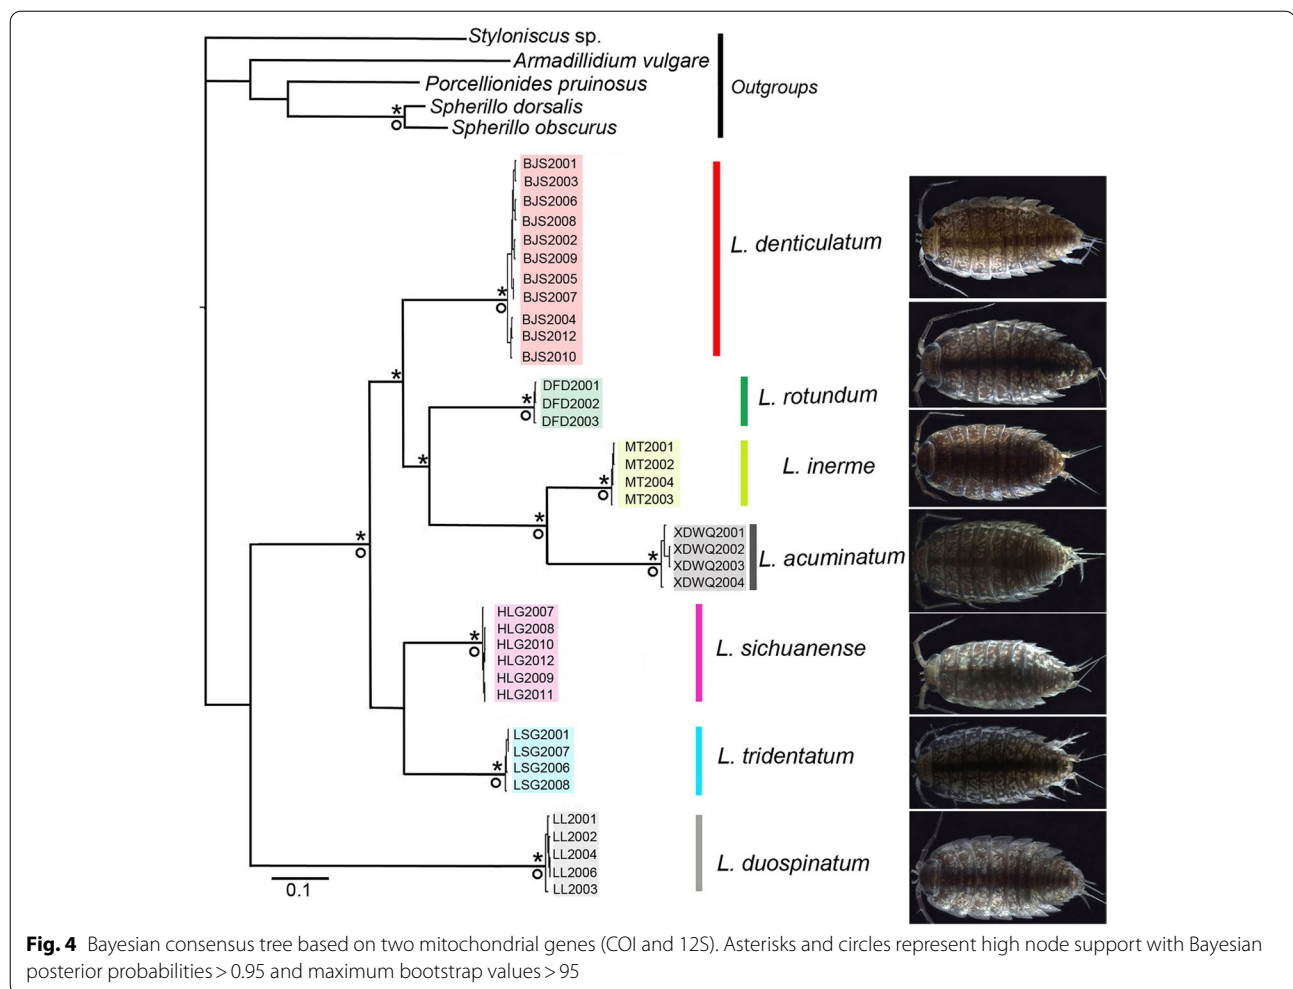 Styloniscus sp.
Armadillidium vulgare
Porcellionides pruinosus
Spherillo dorsalis
Spherillo obscurus
Outgroups
*
BJS2001
BJS2003
BJS2006
BJS2008
BJS2002
BJS2009
BJS2005
BJS2007
BJS2004
BJS2012
BJS2010
*
L. denticulatum
*
DFD2001
DFD2002
DFD2003
*
L. rotundum
*
MT2001
MT2002
MT2004
MT2003
*
L. inerme
*
XDWQ2001
XDWQ2002
XDWQ2003
XDWQ2004
*
L. acuminatum
*
HLG2007
HLG2008
HLG2010
HLG2012
HLG2009
HLG2011
*
L. sichuanense
LSG2001
LSG2007
LSG2006
LSG2008
*
L. tridentatum
LL2001
LL2002
LL2004
LL2006
LL2003
*
L. duospinatum
0.1
Fig. 4 Bayesian consensus tree based on two mitochondrial genes (COI and 12S). Asterisks and circles represent high node support with Bayesian
posterior probabilities > 0.95 and maximum bootstrap values > 95